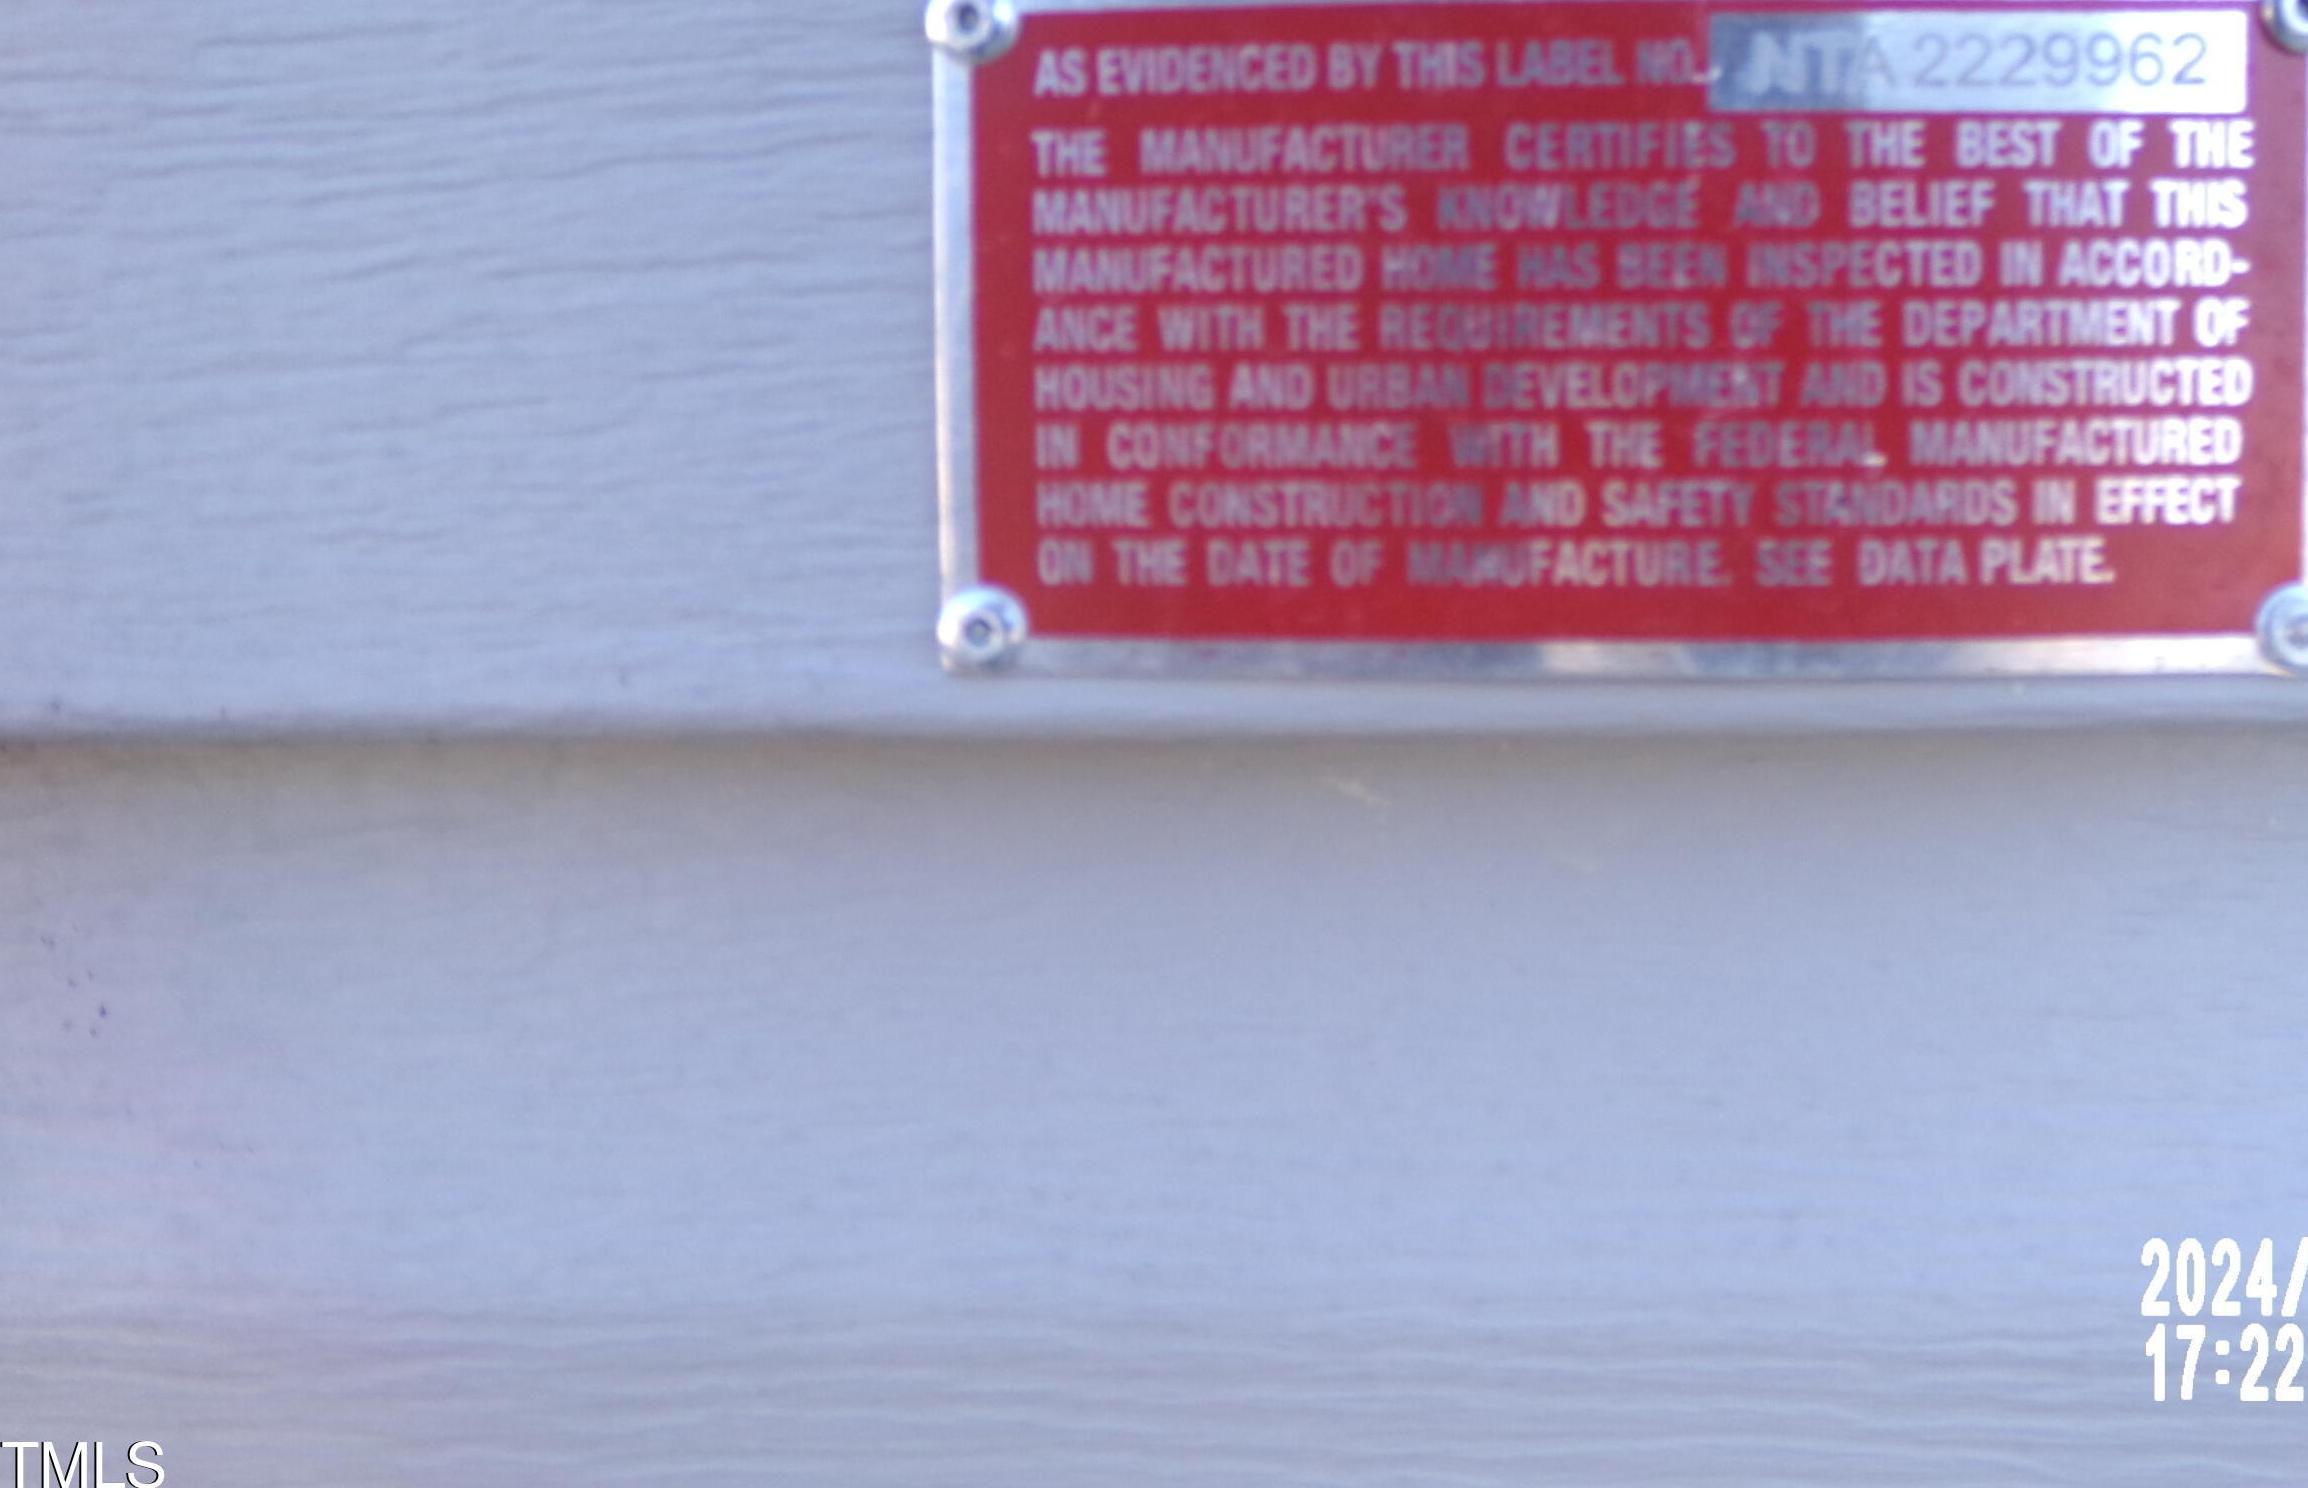 AS EVIDENCED BY THIS LABEL NO. NTA 2229962
THE MANUFACTURER CERTIFIES TO THE BEST OF THE
MANUFACTURER'S KNOWLEDGE AND BELIEF THAT THIS
MANUFACTURED HOME HAS BEEN INSPECTED IN ACCORD-
ANCE WITH THE REQUIREMENTS OF THE DEPARTMENT OF
HOUSING AND URBAN DEVELOPMENT AND IS CONSTRUCTED
IN CONFORMANCE WITH THE FEDERAL MANUFACTURED
HOME CONSTRUCTION AND SAFETY STANDARDS IN EFFECT
ON THE DATE OF MANUFACTURE. SEE DATA PLATE.
2024/
17:22
TMLS